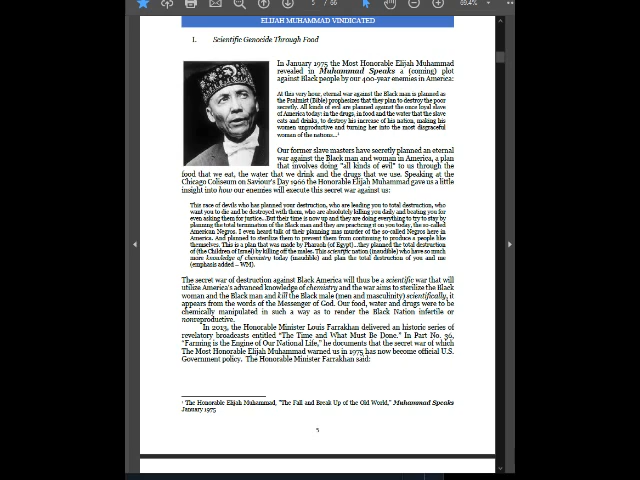 5 / 86
69.4%
ELIJAH MUHAMMAD VINDICATED
I. Scientific Genocide Through Food
In January 1975 the Most Honorable Elijah Muhammad
revealed in Muhammad Speaks a (coming) plot
against Black people by our 400-year enemies in America:
At this very hour, eternal war against the Black man is planned as
the Psalmist (Bible) prophesizes that they plan to destroy the poor
secretly. All kinds of evil are planned against the once loyal slave
of America today: in the drugs, in food and the water that the slave
eats and drinks, to destroy his increase of his nation, making his
women unproductive and turning her into the most disgraceful
women of the nations...¹
Our former slave masters have secretly planned an eternal
war against the Black man and woman in America, a plan
that involves doing "all kinds of evil" to us through the
food that we eat, the water that we drink and the drugs that we use. Speaking at the
Chicago Coliseum on Saviour's Day 1966 the Honorable Elijah Muhammad gave us a little
insight into how our enemies will execute this secret war against us:
This race of devils who has planned your destruction, who are leading you to total destruction, who
want you to die and be destroyed with them, who are absolutely killing you daily and beating you for
even asking them for justice...But their time is now up and they are doing everything to try to stay by
planning the total termination of the Black man and they are practicing it on you today, the so-called
American Negros. I even heard talk of their planning mass murder of the so-called Negroes here in
America. And planned to sterilize them to prevent them from continuing to produce a people like
themselves. This is a plan that was made by Pharaoh (of Egypt)...they planned the total destruction
of (the Children of Israel) by killing off the males. This scientific nation (inaudible) who have so much
more knowledge of chemistry today (inaudible) and plan the total destruction of you and me
(emphasis added – WM).
The secret war of destruction against Black America will thus be a scientific war that will
utilize America's advanced knowledge of chemistry and the war aims to sterilize the Black
woman and the Black man and kill the Black male (men and masculinity) scientifically, it
appears from the words of the Messenger of God. Our food, water and drugs were to be
chemically manipulated in such a way as to render the Black Nation infertile or
nonreproductive.
In 2013, the Honorable Minister Louis Farrakhan delivered an historic series of
revelatory broadcasts entitled "The Time and What Must Be Done." In Part No. 36,
"Farming is the Engine of Our National Life," he documents that the secret war of which
The Most Honorable Elijah Muhammad warned us in 1975 has now become official U.S.
Government policy. The Honorable Minister Farrakhan said:
¹ The Honorable Elijah Muhammad, "The Fall and Break Up of the Old World," Muhammad Speaks
January 1975
5